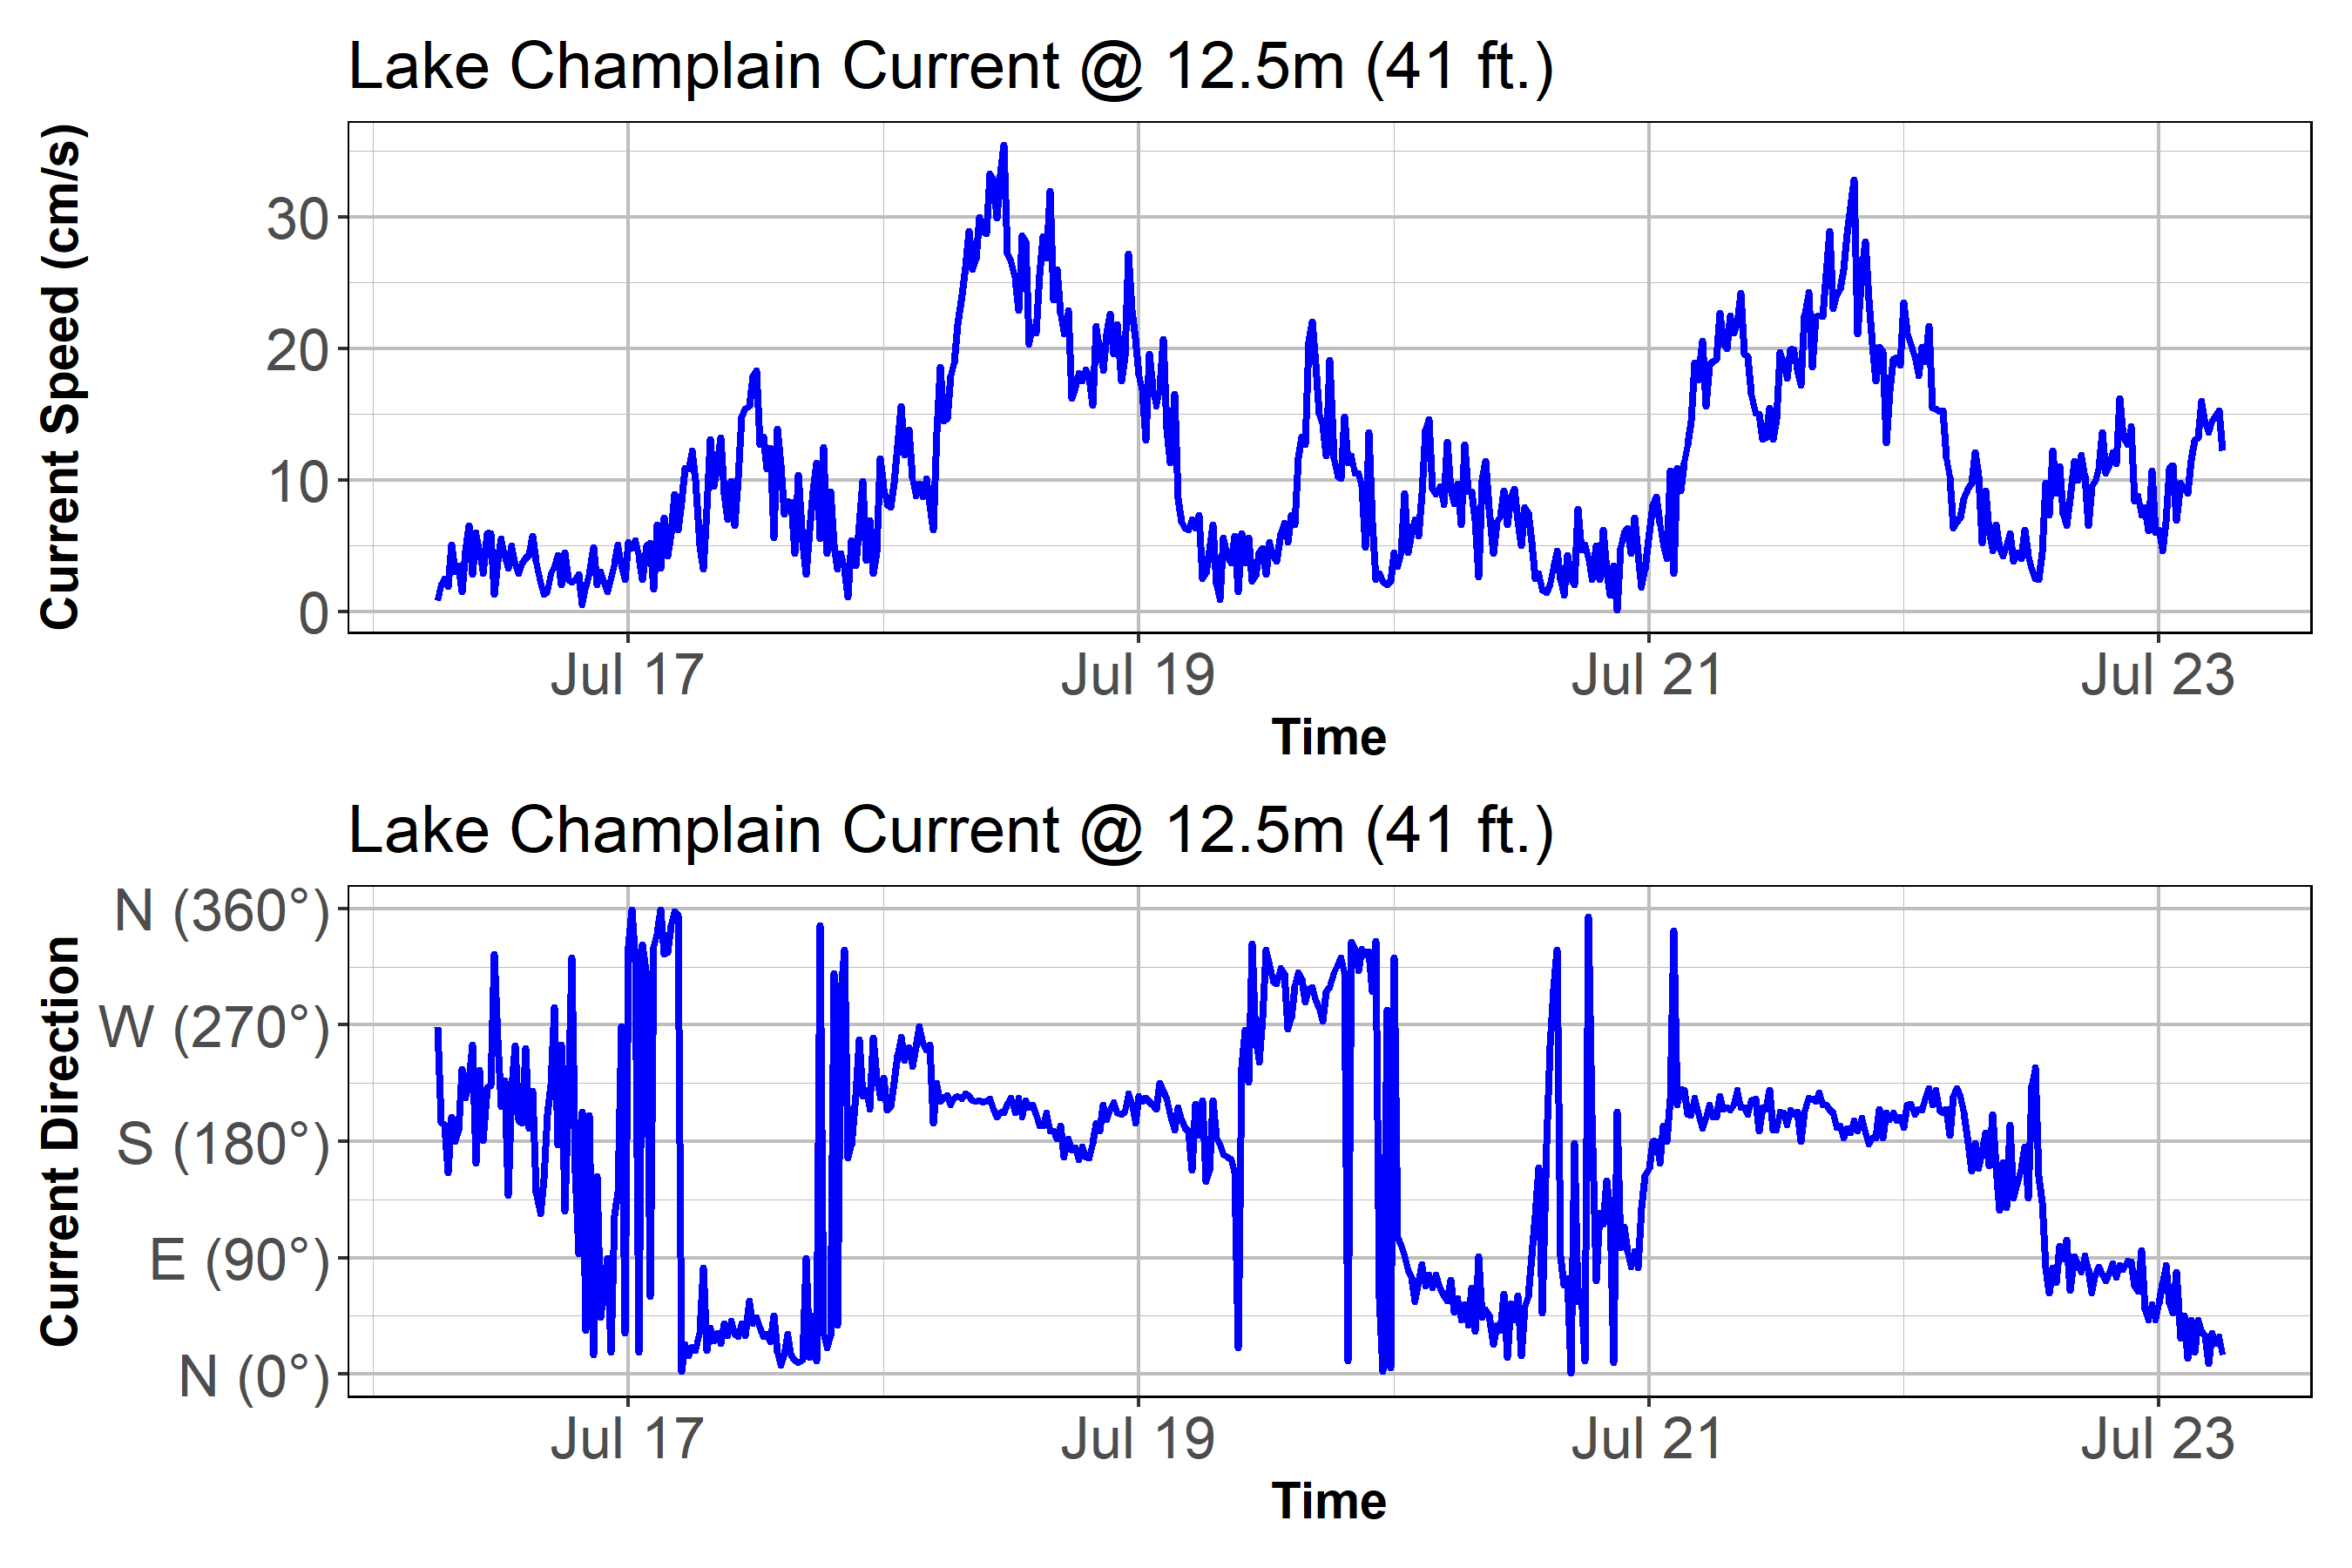 Lake Champlain Current @ 12.5m (41 ft.)
Current Speed (cm/s)
30
20
10
0
Jul 17 Jul 19 Jul 21 Jul 23
Time
Lake Champlain Current @ 12.5m (41 ft.)
Current Direction
N (360°)
W (270°)
S (180°)
E (90°)
N (0°)
Jul 17 Jul 19 Jul 21 Jul 23
Time